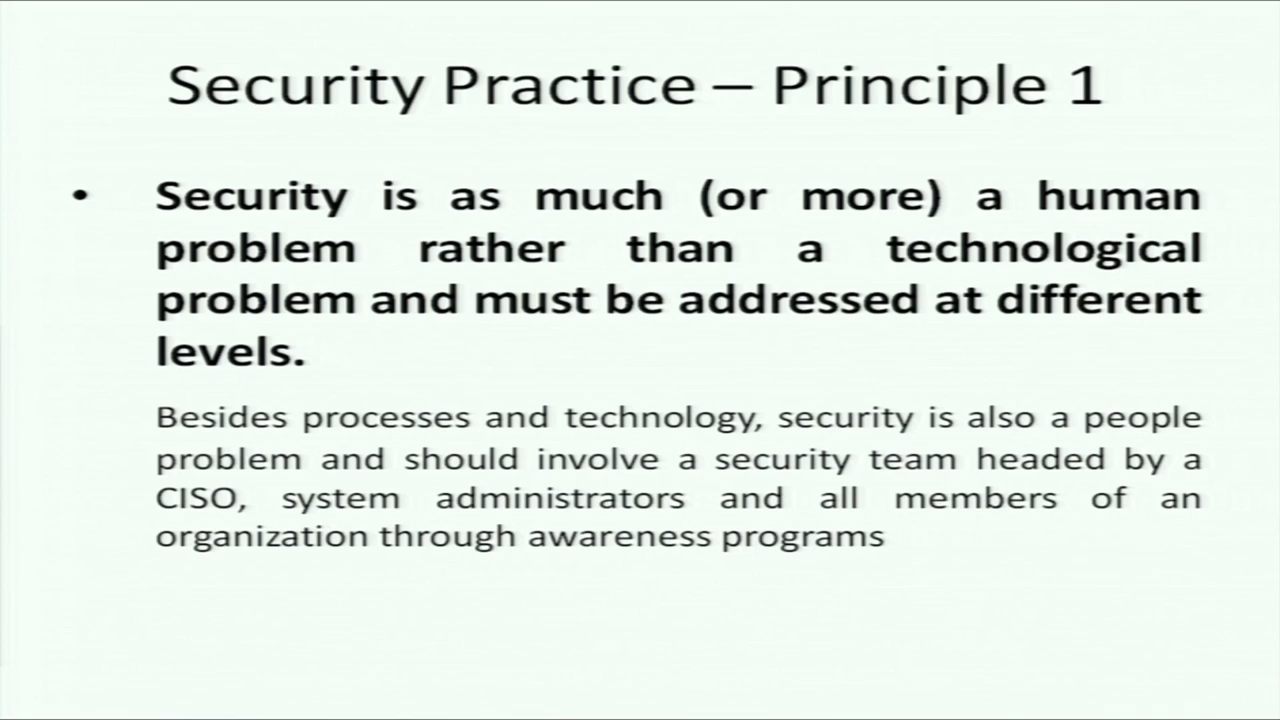 Security Practice – Principle 1
• Security is as much (or more) a human
problem rather than a technological
problem and must be addressed at different
levels.
Besides processes and technology, security is also a people
problem and should involve a security team headed by a
CISO, system administrators and all members of an
organization through awareness programs